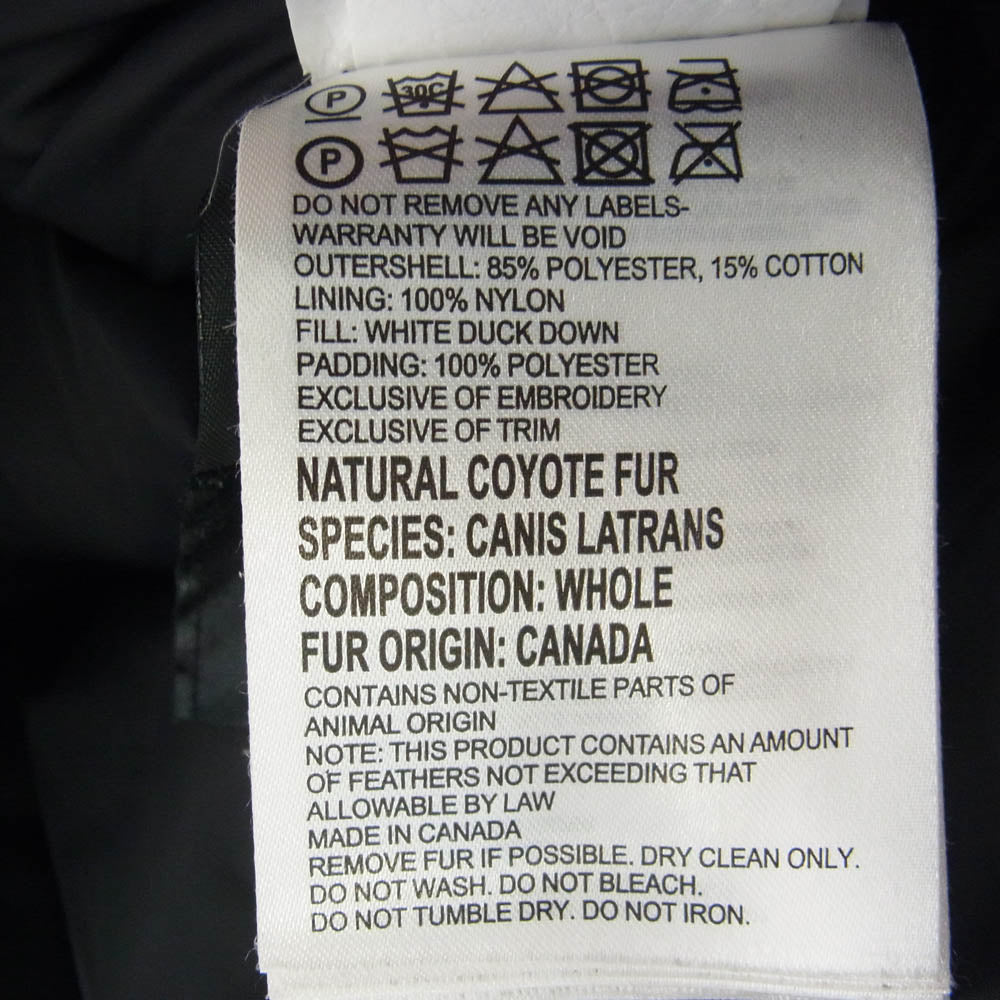 P 30C
P
DO NOT REMOVE ANY LABELS-
WARRANTY WILL BE VOID
OUTERSHELL: 85% POLYESTER, 15% COTTON
LINING: 100% NYLON
FILL: WHITE DUCK DOWN
PADDING: 100% POLYESTER
EXCLUSIVE OF EMBROIDERY
EXCLUSIVE OF TRIM
NATURAL COYOTE FUR
SPECIES: CANIS LATRANS
COMPOSITION: WHOLE
FUR ORIGIN: CANADA
CONTAINS NON-TEXTILE PARTS OF
ANIMAL ORIGIN
NOTE: THIS PRODUCT CONTAINS AN AMOUNT
OF FEATHERS NOT EXCEEDING THAT
ALLOWABLE BY LAW
MADE IN CANADA
REMOVE FUR IF POSSIBLE. DRY CLEAN ONLY.
DO NOT WASH. DO NOT BLEACH.
DO NOT TUMBLE DRY. DO NOT IRON.